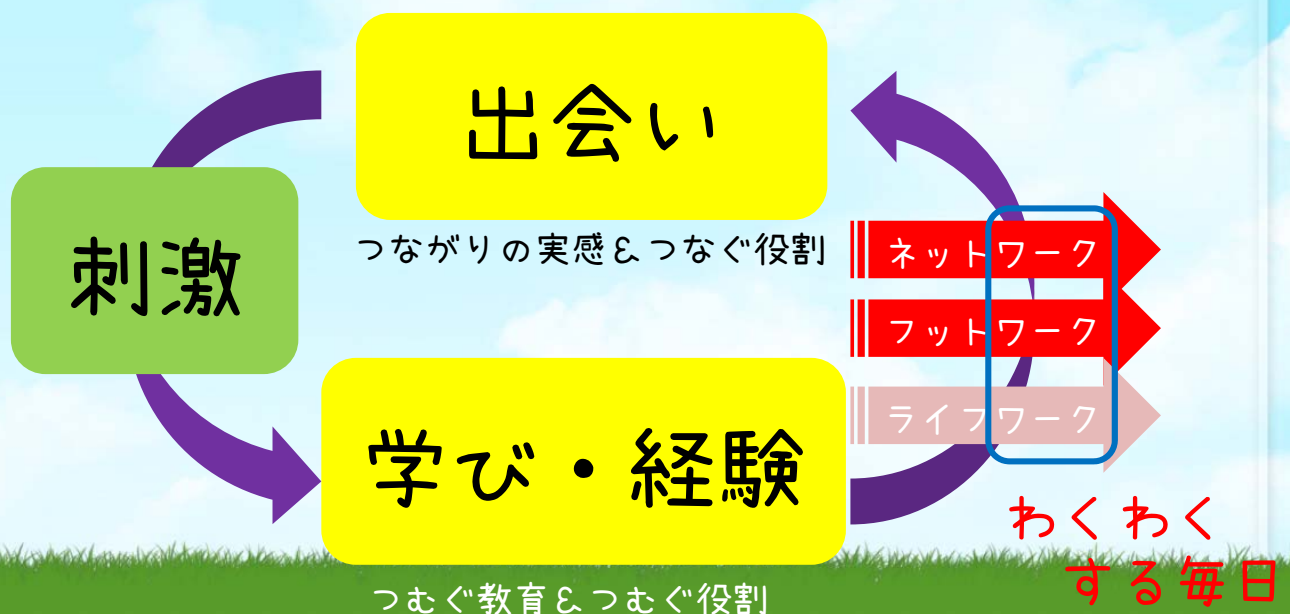 出会い
つながりの実感&つなぐ役割
刺激
ネットワーク
フットワーク
ライフワーク
学び・経験
つむぐ教育&つむぐ役割
わくわく
する毎日